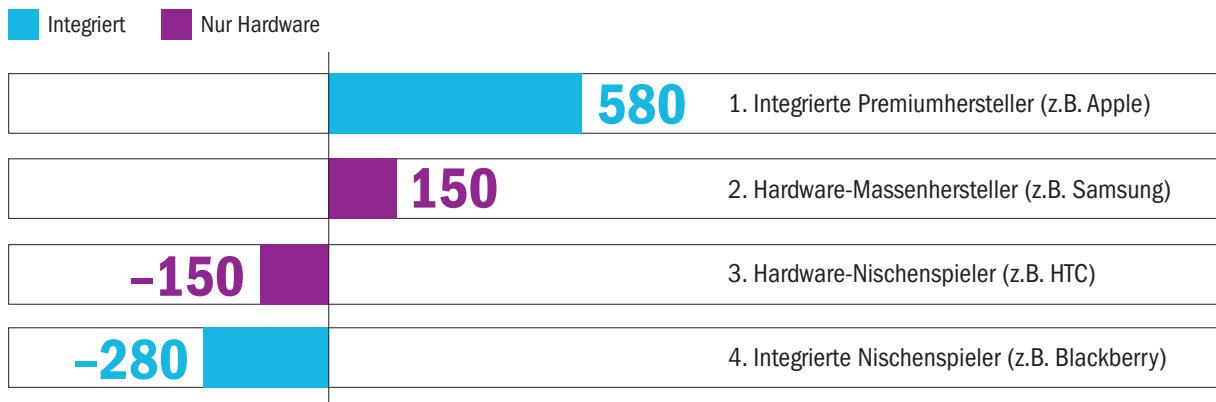 Integriert Nur Hardware
580 1. Integrierte Premiumhersteller (z.B. Apple)
150 2. Hardware-Massenhersteller (z.B. Samsung)
–150 3. Hardware-Nischenspieler (z.B. HTC)
–280 4. Integrierte Nischenspieler (z.B. Blackberry)